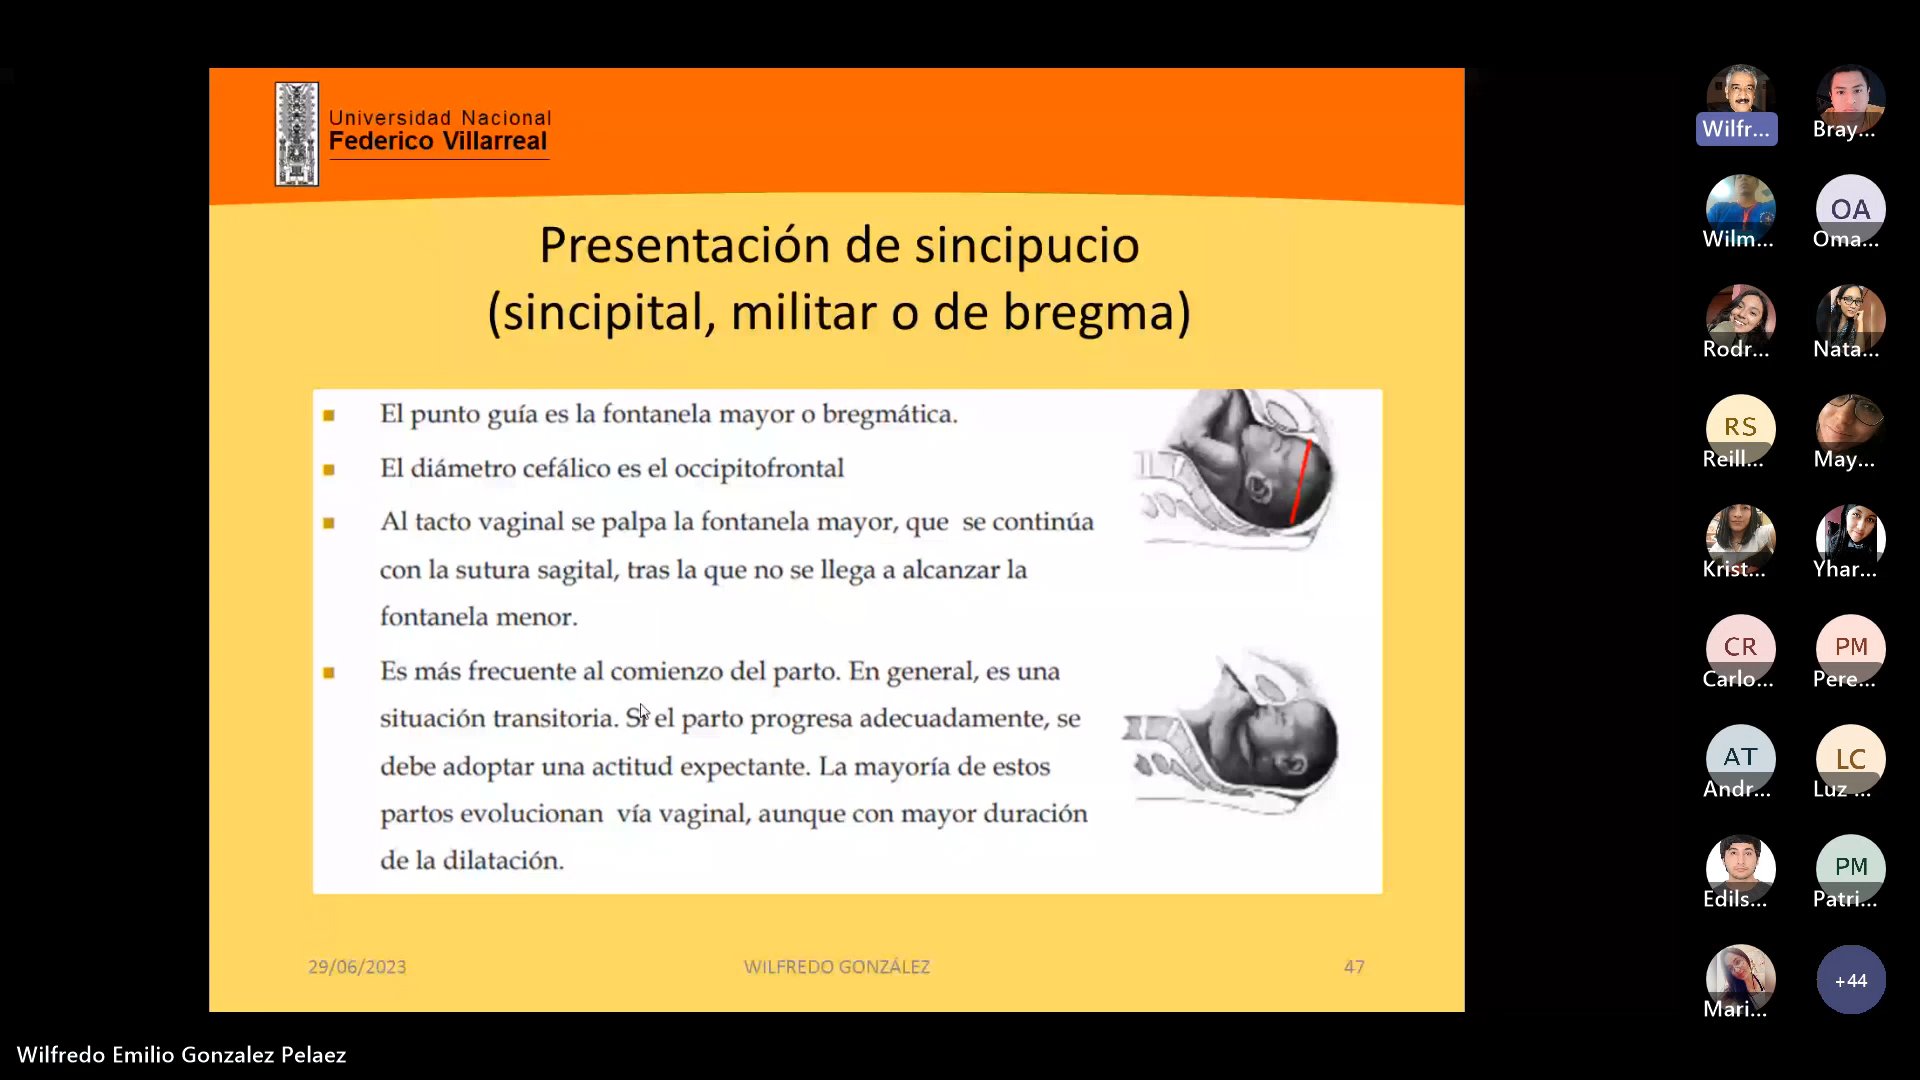 Universidad Nacional
Federico Villarreal
Presentación de sincipucio
(sincipital, militar o de bregma)
El punto guía es la fontanela mayor o bregmática.
El diámetro cefálico es el occipitofrontal
Al tacto vaginal se palpa la fontanela mayor, que se continúa
con la sutura sagital, tras la que no se llega a alcanzar la
fontanela menor.
Es más frecuente al comienzo del parto. En general, es una
situación transitoria. Si el parto progresa adecuadamente, se
debe adoptar una actitud expectante. La mayoría de estos
partos evolucionan vía vaginal, aunque con mayor duración
de la dilatación.
29/06/2023
WILFREDO GONZÁLEZ
47
Wilfr...
Bray...
Wilm...
OA
Oma...
Rodr...
Nata...
RS
Reill...
May...
Krist...
Yhar...
CR
Carlo...
PM
Pere...
AT
Andr...
LC
Luz ...
Edils...
PM
Patri...
Mari...
+44
Wilfredo Emilio Gonzalez Pelaez